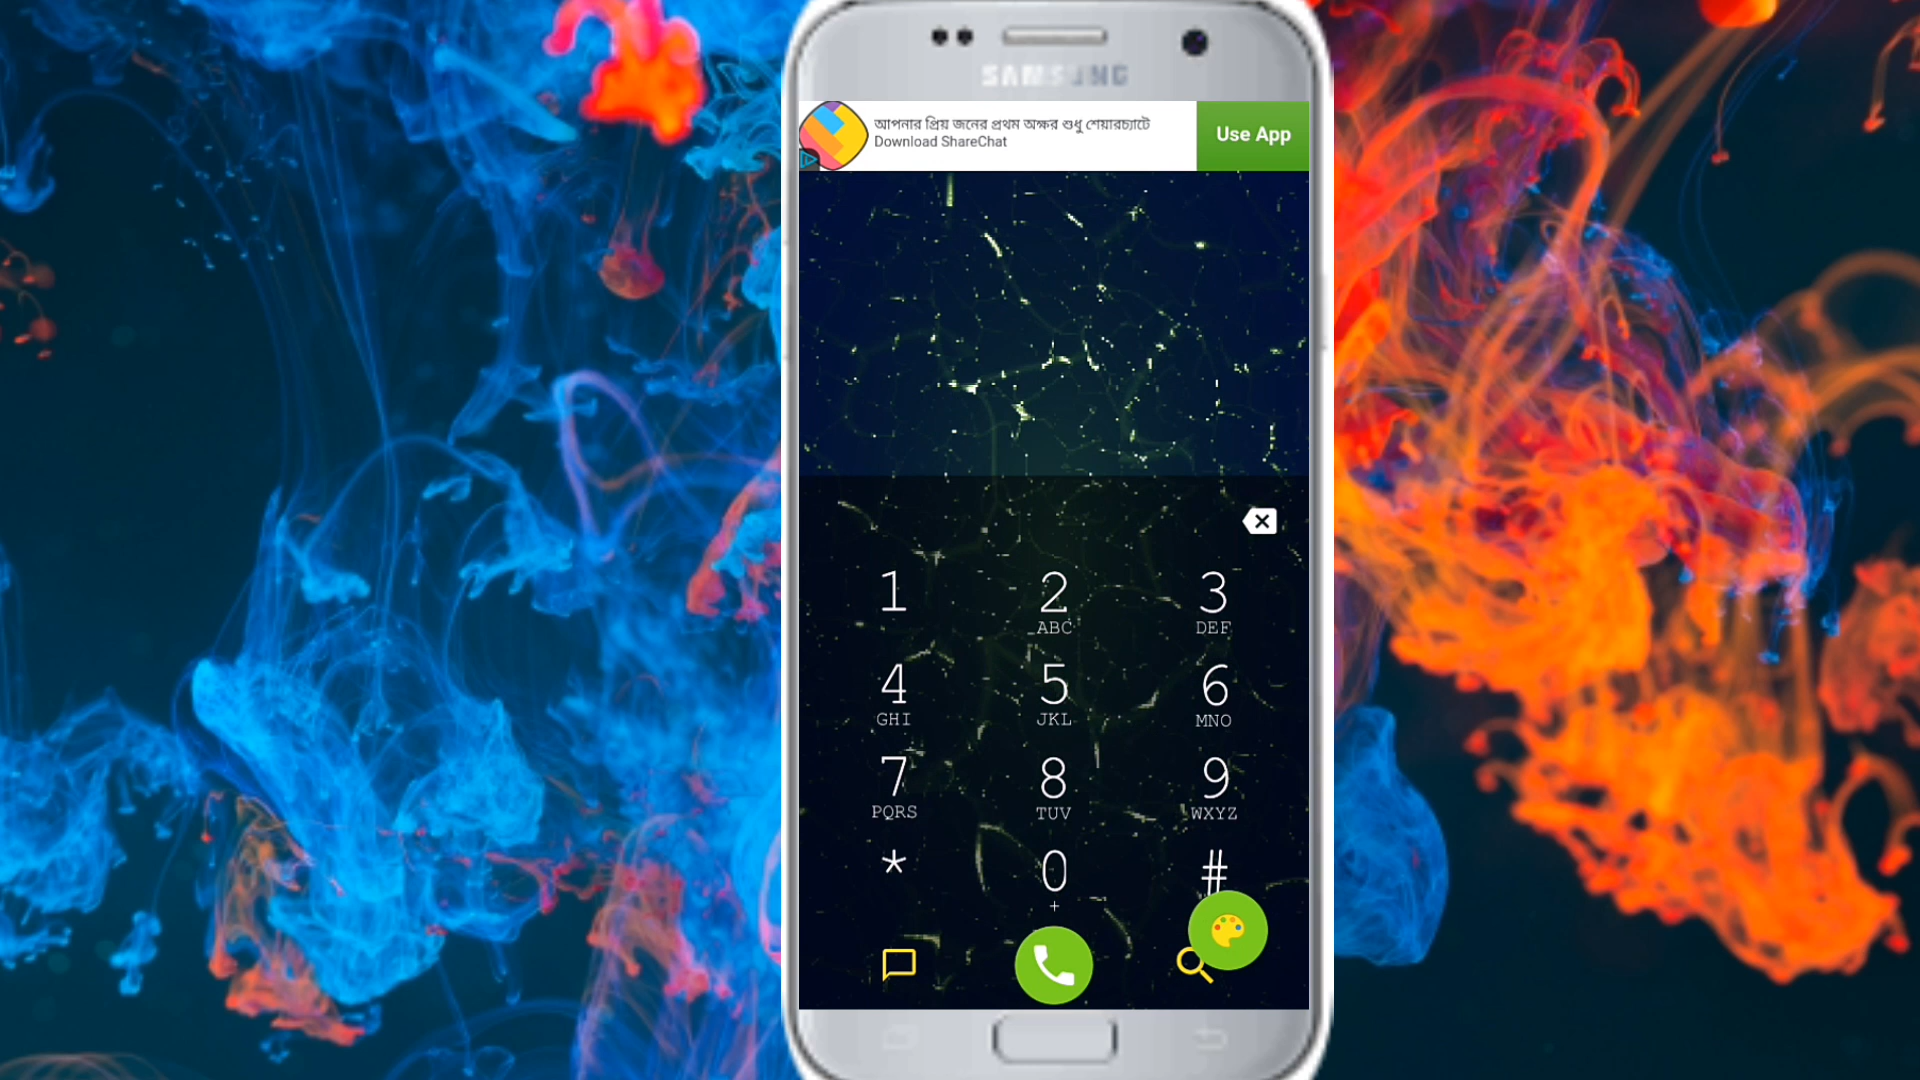 SAMSUNG
আপনার প্রিয় জনের প্রথম অক্ষর শুধু শেয়ারচ্যাটে
Download ShareChat
Use App
1 2 3
ABC DEF
4 5 6
GHI JKL MNO
7 8 9
PQRS TUV WXYZ
* 0 #
+